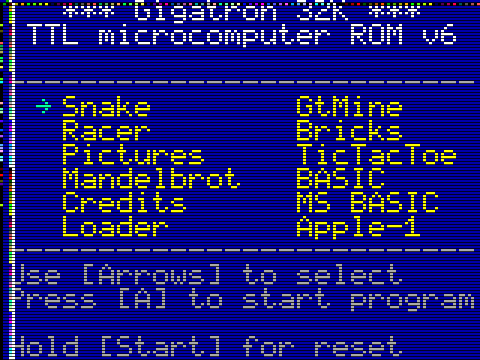 *** Gigatron 32K ***
TTL microcomputer ROM v6
→ Snake GtMine
Racer Bricks
Pictures TicTacToe
Mandelbrot BASIC
Credits MS BASIC
Loader Apple-1
Use [Arrows] to select
Press [A] to start program
Hold [Start] for reset